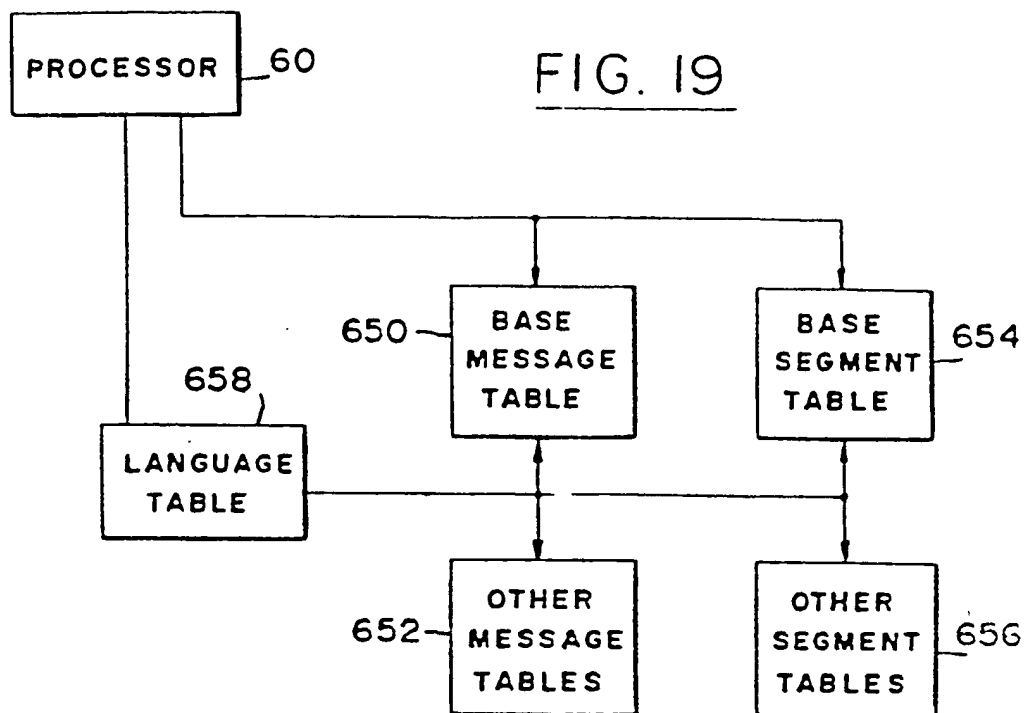 PROCESSOR
60
FIG. 19
650
BASE
MESSAGE
TABLE
BASE
SEGMENT
TABLE
654
658
LANGUAGE
TABLE
652
OTHER
MESSAGE
TABLES
OTHER
SEGMENT
TABLES
656